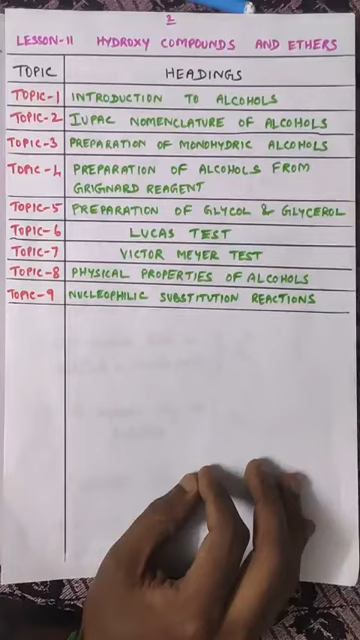 2
LESSON-11 HYDROXY COMPOUNDS AND ETHERS
TOPIC HEADINGS
TOPIC-1 INTRODUCTION TO ALCOHOLS
TOPIC-2 IUPAC NOMENCLATURE OF ALCOHOLS
TOPIC-3 PREPARATION OF MONOHYDRIC ALCOHOLS
TOPIC-4 PREPARATION OF ALCOHOLS FROM
GRIGNARD REAGENT
TOPIC-5 PREPARATION OF GLYCOL & GLYCEROL
TOPIC-6 LUCAS TEST
TOPIC-7 VICTOR MEYER TEST
TOPIC-8 PHYSICAL PROPERTIES OF ALCOHOLS
TOPIC-9 NUCLEOPHILIC SUBSTITUTION REACTIONS